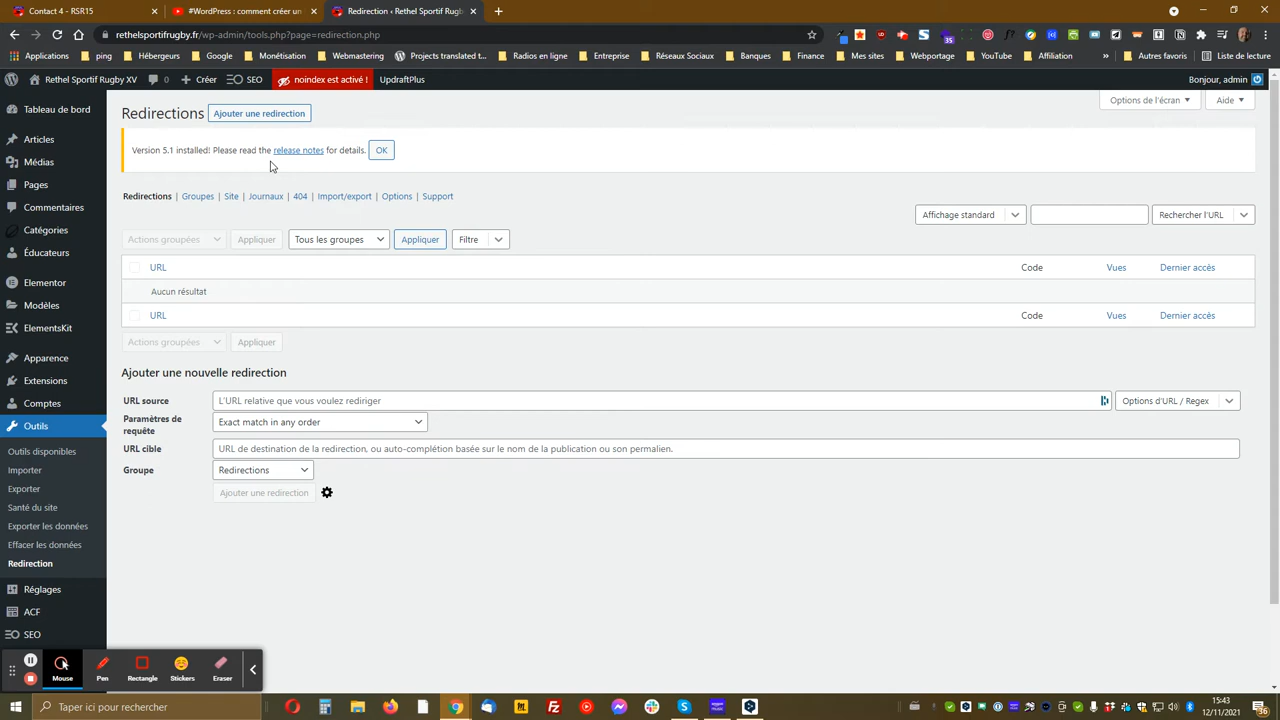 Contact 4 - RSR15
#WordPress : comment créer un
Redirection ‹ Rethel Sportif Rugby
rethelsportifrugby.fr/wp-admin/tools.php?page=redirection.php
Applications
ping
Hébergeurs
Google
Monétisation
Webmastering
Projects translated t...
Création en ligne
Rédaction
Entreprise
Réseaux Sociaux
Banques
Finance
Mes sites
Webportage
YouTube
Affiliation
Autres favoris
Liste de lecture
Rethel Sportif Rugby XV
0
Créer
SEO
noindex est activé !
UpdraftPlus
Bonjour, admin
Tableau de bord
Articles
Médias
Pages
Commentaires
Catégories
Éducateurs
Elementor
Modèles
ElementsKit
Apparence
Extensions
Comptes
Outils
Outils disponibles
Importer
Exporter
Santé du site
Exporter les données
Effacer les données
Redirection
Réglages
ACF
SEO
Redirections
Ajouter une redirection
Options de l'écran
Aide
Version 5.1 installed! Please read the release notes for details.
OK
Redirections | Groupes | Site | Journaux | 404 | Import/export | Options | Support
Affichage standard
Rechercher l'URL
Actions groupées
Appliquer
Tous les groupes
Appliquer
Filtre
URL
Code
Vues
Dernier accès
Aucun résultat
URL
Code
Vues
Dernier accès
Actions groupées
Appliquer
Ajouter une nouvelle redirection
URL source
L'URL relative que vous voulez rediriger
Options d'URL / Regex
Paramètres de
requête
Exact match in any order
URL cible
URL de destination de la redirection, ou auto-complétion basée sur le nom de la publication ou son permalien.
Groupe
Redirections
Ajouter une redirection
Mouse
Pen
Rectangle
Stickers
Eraser
Taper ici pour rechercher
15:43
12/11/2021